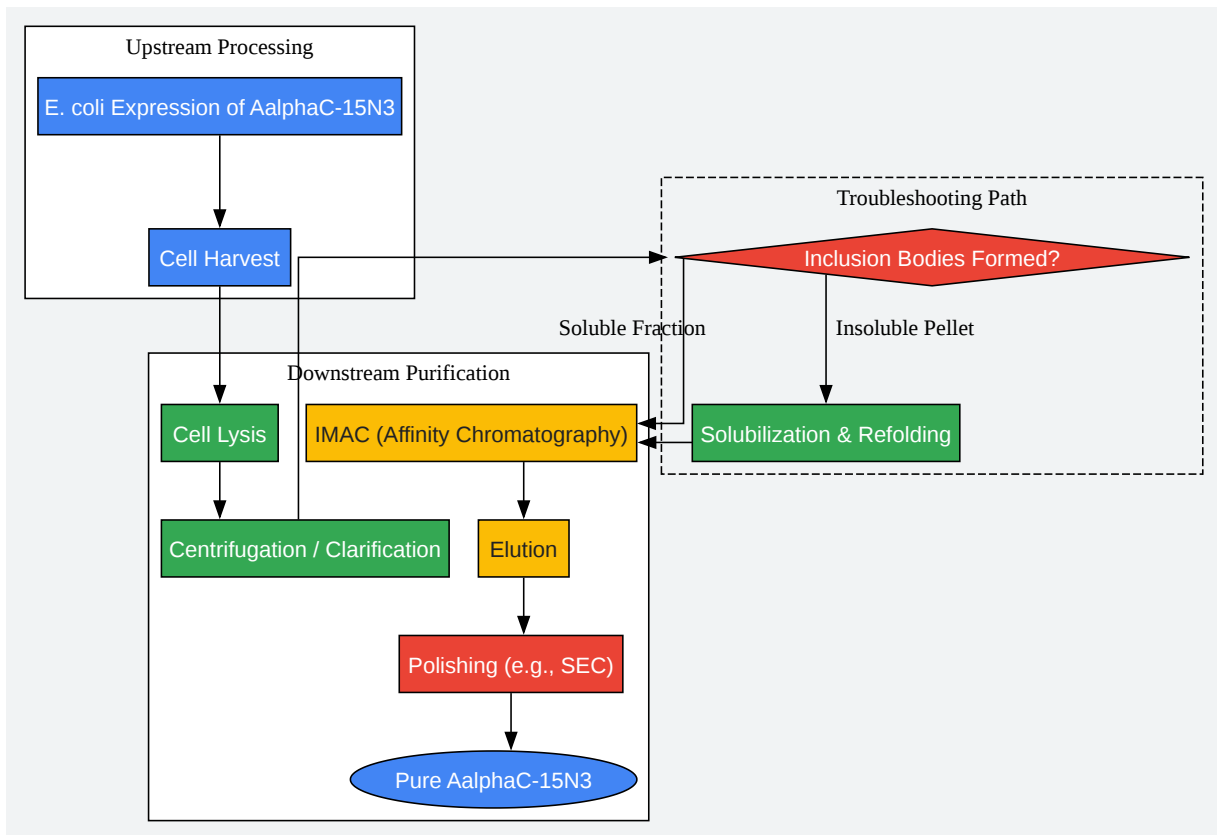 Upstream Processing
E. coli Expression of AalphaC-15N3
Cell Harvest
Troubleshooting Path
Inclusion Bodies Formed?
Soluble Fraction
Insoluble Pellet
Downstream Purification
Cell Lysis
IMAC (Affinity Chromatography)
Solubilization & Refolding
Centrifugation / Clarification
Elution
Polishing (e.g., SEC)
Pure AalphaC-15N3